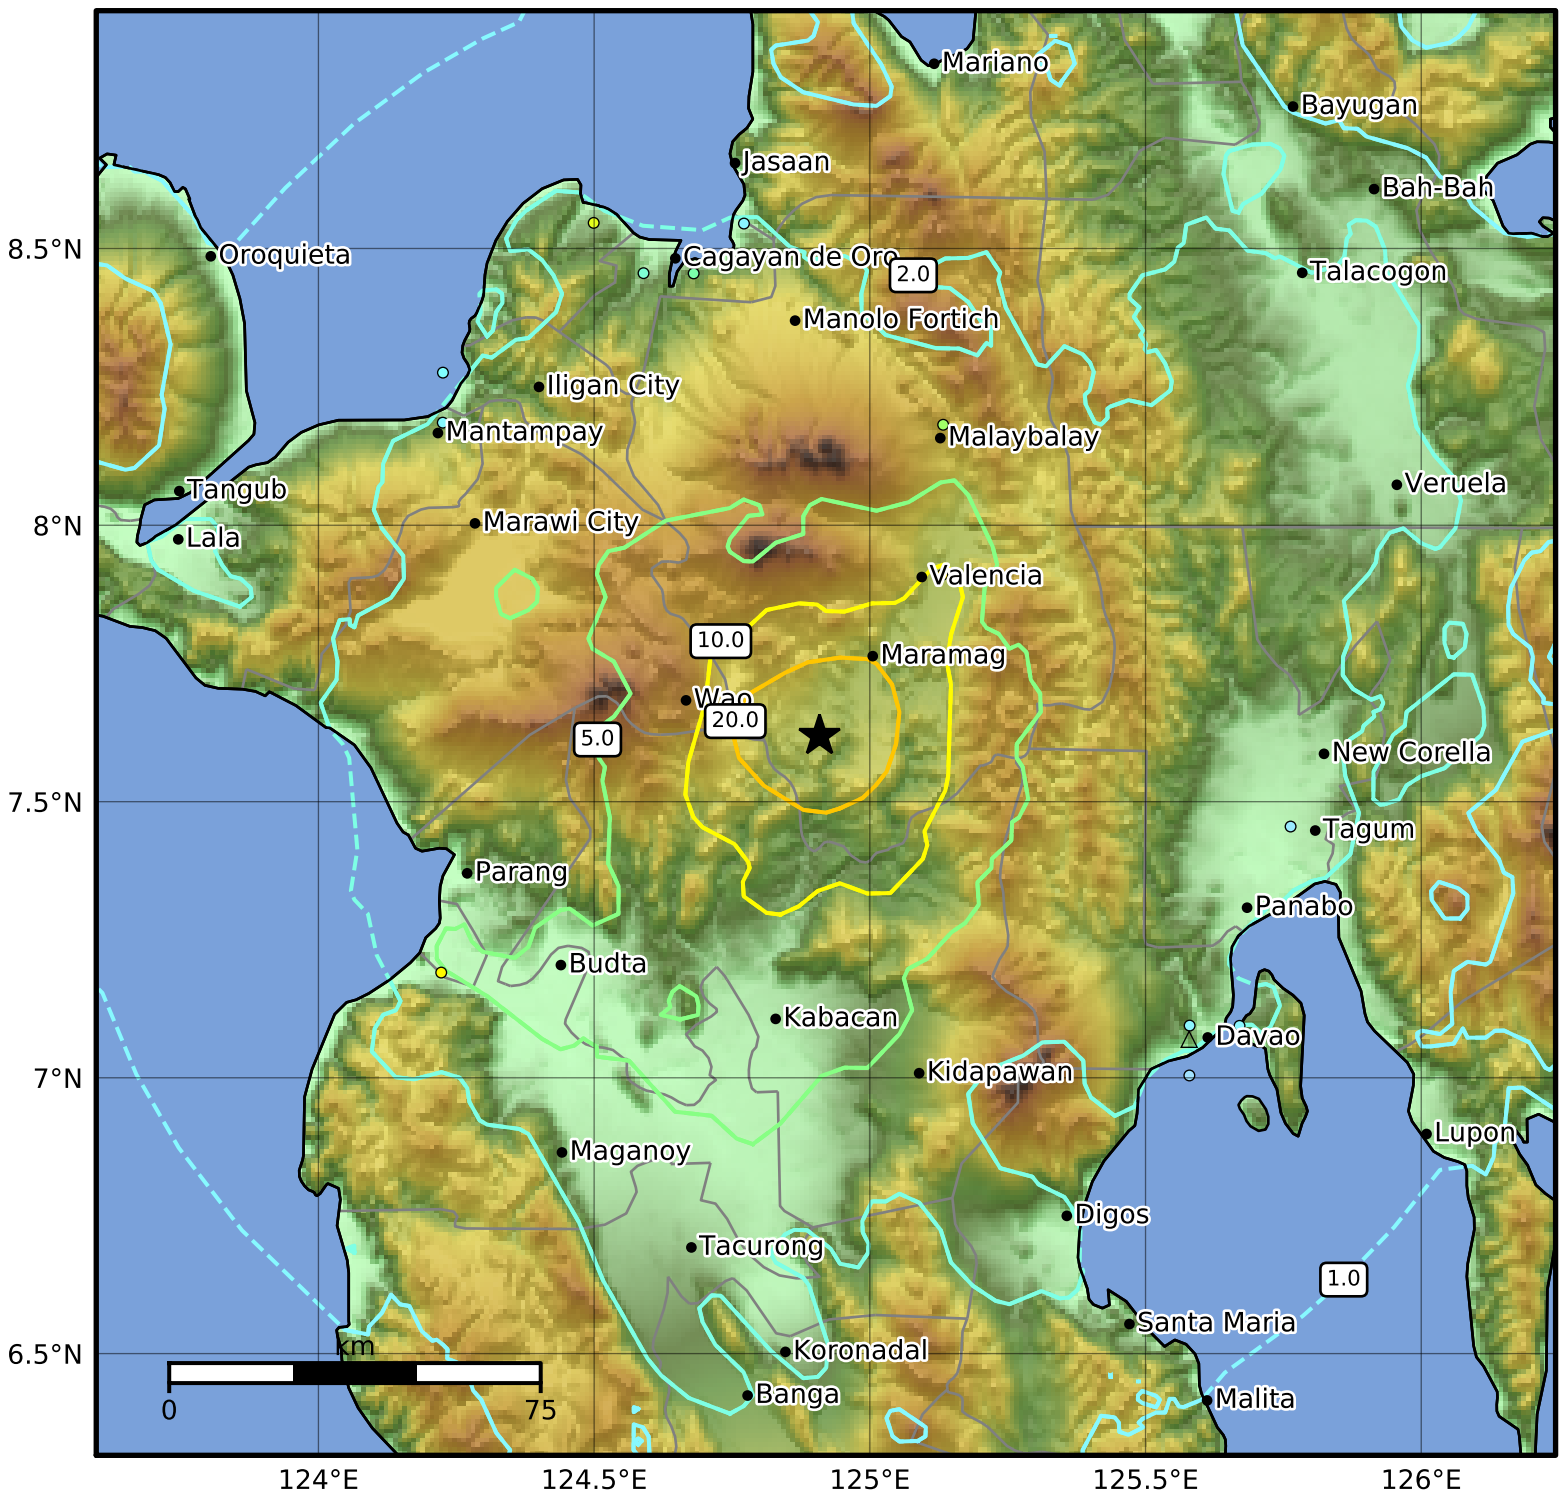 Mariano
Bayugan
Jasaan
Bah-Bah
8.5°N
Oroquieta
Cagayan de Oro
2.0
Talacogon
Manolo Fortich
Iligan City
Mantampay
Malaybalay
Tangub
Veruela
8°N
Marawi City
Lala
Valencia
10.0
Maramag
Wao
20.0
5.0
New Corella
7.5°N
Tagum
Parang
Panabo
Budta
Kabacan
Davao
7°N
Kidapawan
Lupon
Maganoy
Digos
Tacurong
1.0
Santa Maria
6.5°N
km
Koronadal
Banga
Malita
0
75
124°E
124.5°E
125°E
125.5°E
126°E